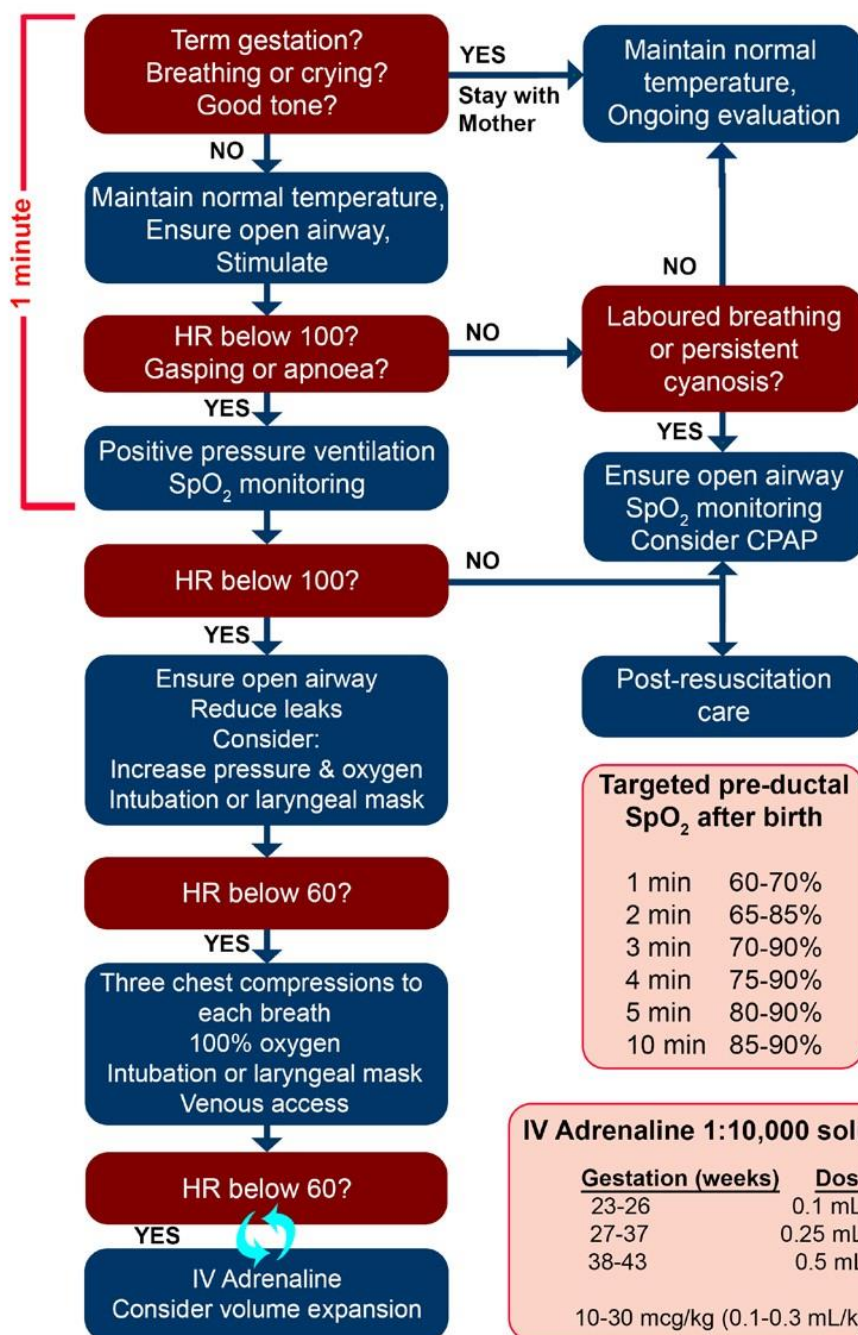 1 minute
Term gestation?
Breathing or crying?
Good tone?
YES
Stay with
Mother
Maintain normal
temperature,
Ongoing evaluation
NO
Maintain normal temperature,
Ensure open airway,
Stimulate
NO
HR below 100?
Gasping or apnoea?
NO
Laboured breathing
or persistent
cyanosis?
YES
YES
Positive pressure ventilation
SpO₂ monitoring
Ensure open airway
SpO₂ monitoring
Consider CPAP
HR below 100?
NO
YES
Ensure open airway
Reduce leaks
Consider:
Increase pressure & oxygen
Intubation or laryngeal mask
Post-resuscitation
care
HR below 60?
YES
Three chest compressions to
each breath
100% oxygen
Intubation or laryngeal mask
Venous access
HR below 60?
YES
IV Adrenaline
Consider volume expansion
Targeted pre-ductal
SpO₂ after birth
1 min 60-70%
2 min 65-85%
3 min 70-90%
4 min 75-90%
5 min 80-90%
10 min 85-90%
IV Adrenaline 1:10,000 sol
Gestation (weeks) Dos
23-26 0.1 mL
27-37 0.25 mL
38-43 0.5 mL
10-30 mcg/kg (0.1-0.3 mL/k